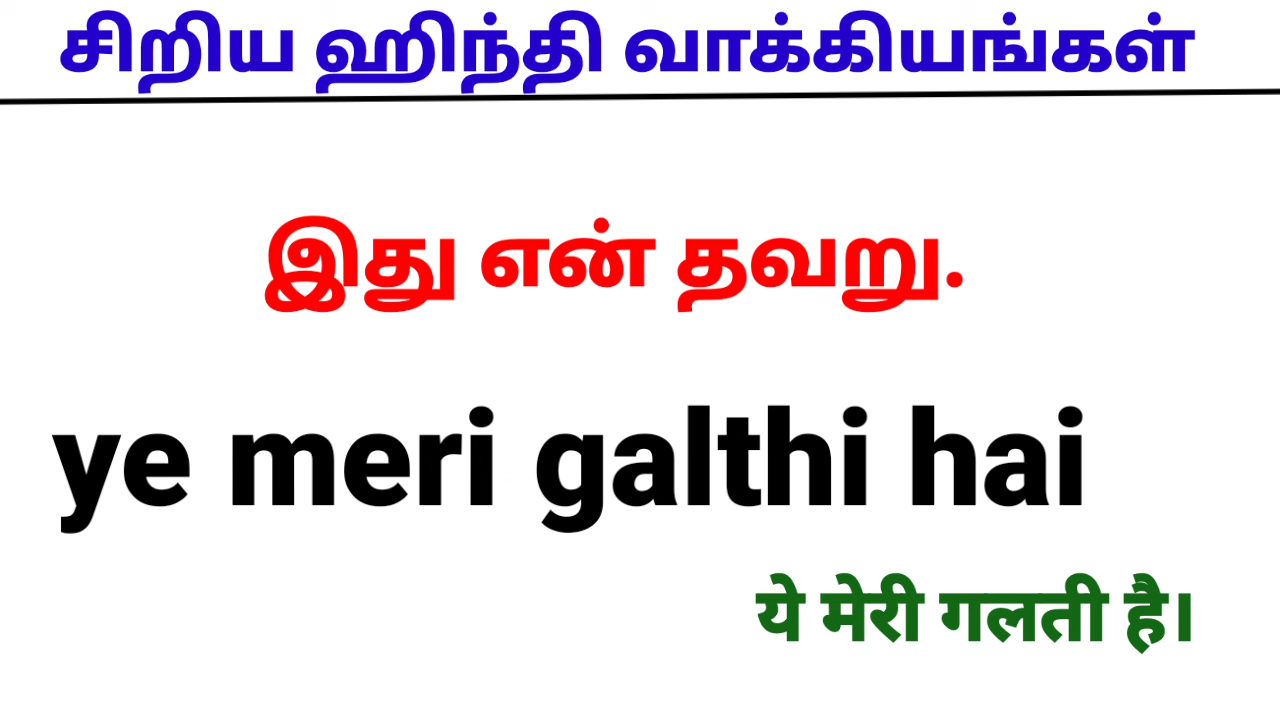 சிறிய ஹிந்தி வாக்கியங்கள்
இது என் தவறு.
ye meri galthi hai
ये मेरी गलती है।